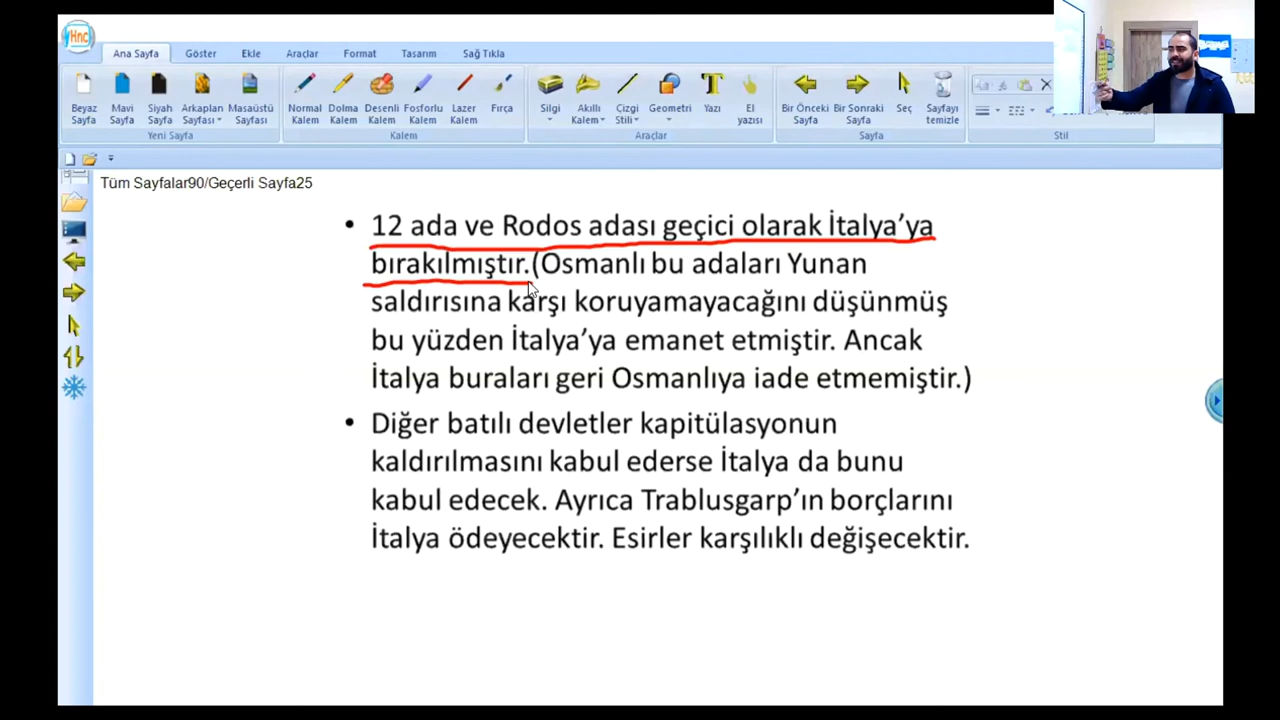 Hnc
Ana Sayfa Göster Ekle Araçlar Format Tasarım Sağ Tıkla
Beyaz Sayfa Mavi Sayfa Siyah Sayfa Arkaplan Sayfası Masaüstü Sayfası
Yeni Sayfa
Normal Kalem Dolma Kalem Desenli Kalem Fosforlu Kalem Lazer Kalem Fırça
Kalem
Silgi Akıllı Kalem Çizgi Stili Geometri Yazı El yazısı
Araçlar
Bir Önceki Sayfa Bir Sonraki Sayfa Seç Sayfayı temizle
Sayfa
Stil
Tüm Sayfalar90/Geçerli Sayfa25
• 12 ada ve Rodos adası geçici olarak İtalya’ya
bırakılmıştır.(Osmanlı bu adaları Yunan
saldırısına karşı koruyamayacağını düşünmüş
bu yüzden İtalya’ya emanet etmiştir. Ancak
İtalya buraları geri Osmanlıya iade etmemiştir.)
• Diğer batılı devletler kapitülasyonun
kaldırılmasını kabul ederse İtalya da bunu
kabul edecek. Ayrıca Trablusgarp’ın borçlarını
İtalya ödeyecektir. Esirler karşılıklı değişecektir.